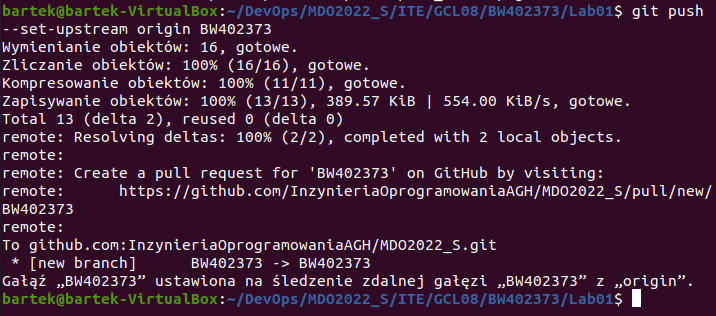 bartek@bartek-VirtualBox:~/DevOps/MDO2022_S/ITE/GCL08/BW402373/Lab01$ git push
--set-upstream origin BW402373
Wymienianie obiektów: 16, gotowe.
Zliczanie obiektów: 100% (16/16), gotowe.
Kompresowanie obiektów: 100% (11/11), gotowe.
Zapisywanie obiektów: 100% (13/13), 389.57 KiB | 554.00 KiB/s, gotowe.
Total 13 (delta 2), reused 0 (delta 0)
remote: Resolving deltas: 100% (2/2), completed with 2 local objects.
remote:
remote: Create a pull request for 'BW402373' on GitHub by visiting:
remote:      https://github.com/InzynieriaOprogramowaniaAGH/MDO2022_S/pull/new/
BW402373
remote:
To github.com:InzynieriaOprogramowaniaAGH/MDO2022_S.git
 * [new branch]      BW402373 -> BW402373
Gałąź „BW402373” ustawiona na śledzenie zdalnej gałęzi „BW402373” z „origin”.
bartek@bartek-VirtualBox:~/DevOps/MDO2022_S/ITE/GCL08/BW402373/Lab01$